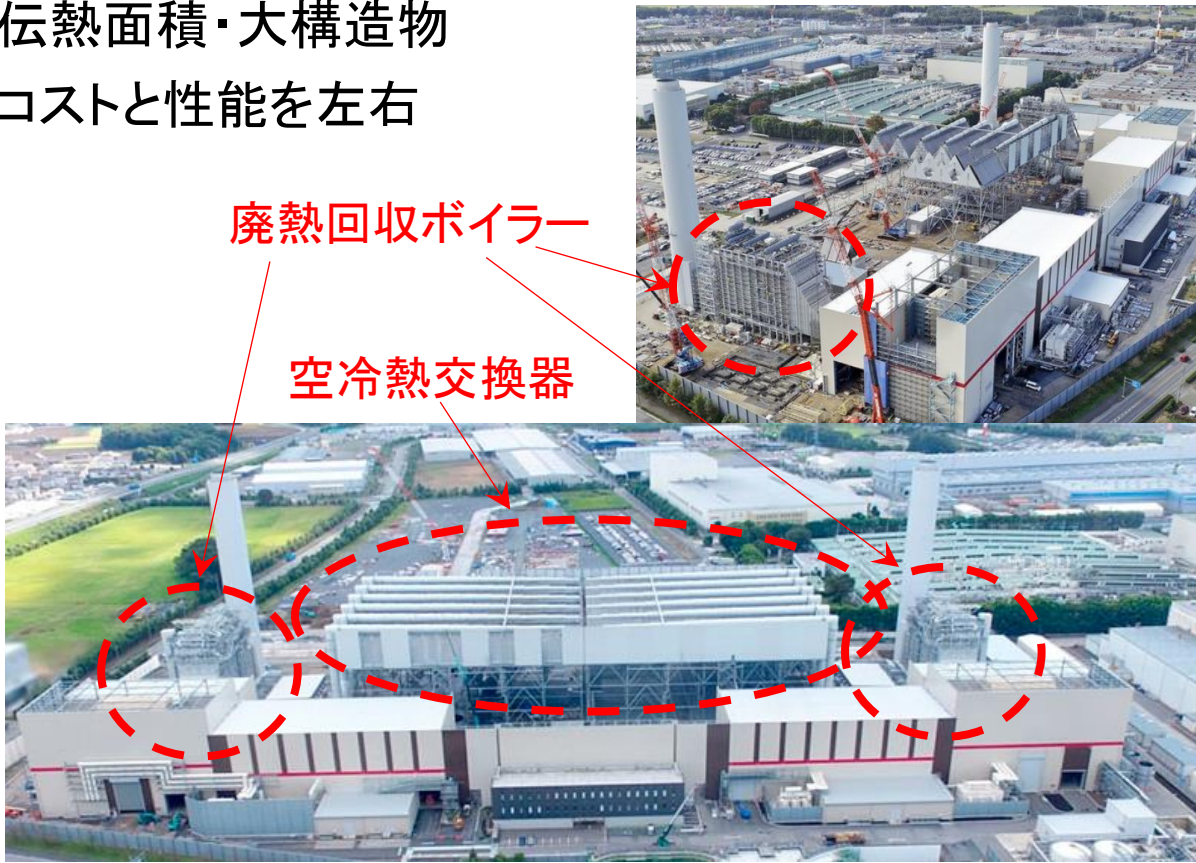 伝熱面積・大構造物
コストと性能を左右
廃熱回収ボイラー
空冷熱交換器